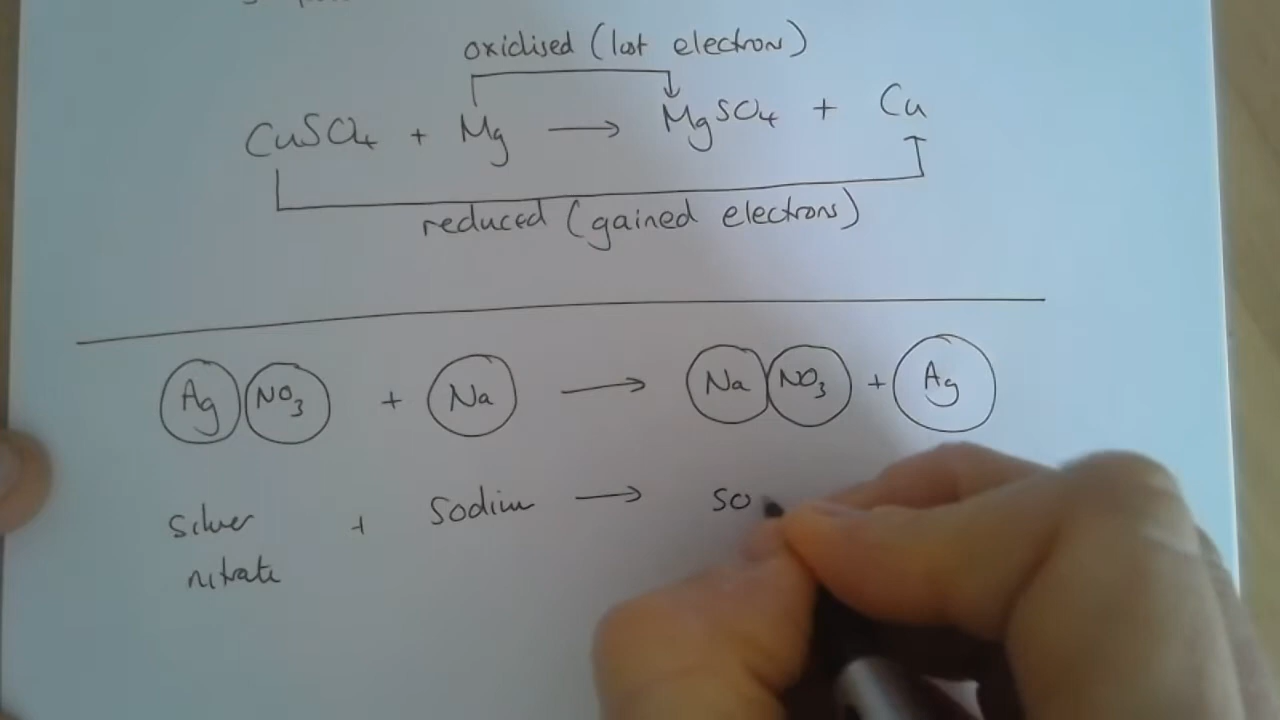 oxidised (lost electron)
CuSO4 + Mg → MgSO4 + Cu
reduced (gained electrons)
Ag NO3 + Na → Na NO3 + Ag
silver + sodium → so
nitrate